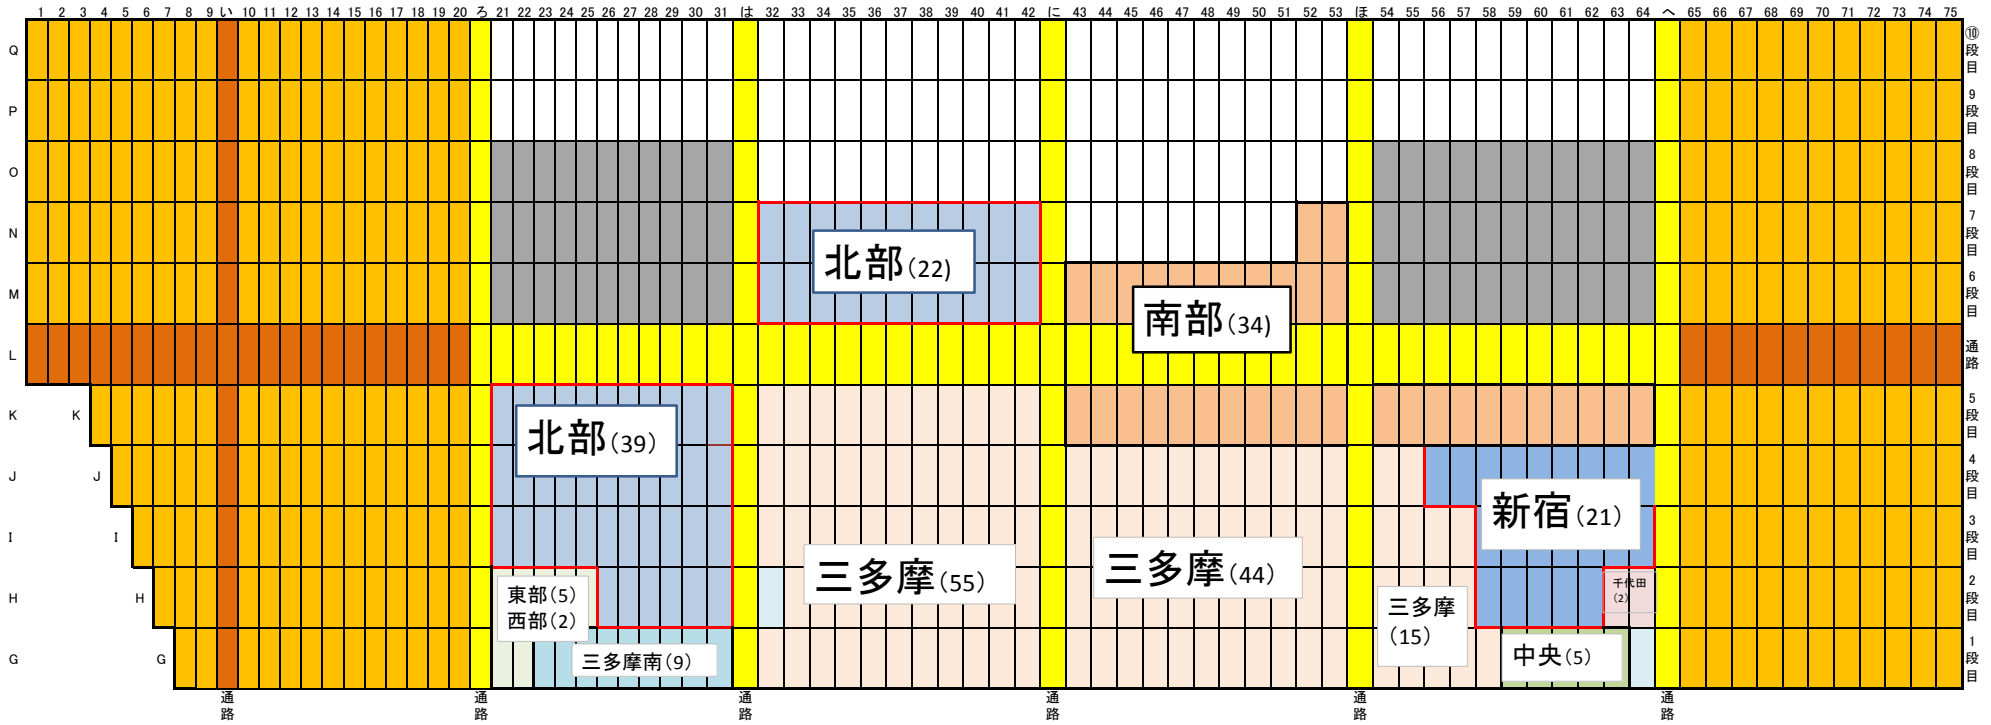 1 2 3 4 5 6 7 8 9 い 10 11 12 13 14 15 16 17 18 19 20 ろ 21 22 23 24 25 26 27 28 29 30 31 は 32 33 34 35 36 37 38 39 40 41 42 に 43 44 45 46 47 48 49 50 51 52 53 ほ 54 55 56 57 58 59 60 61 62 63 64 へ 65 66 67 68 69 70 71 72 73 74 75
Q ⑩段目
P 9段目
O 8段目
N 7段目
北部(22)
M 6段目
南部(34)
L 通路
K K 5段目
北部(39)
J J 4段目
新宿(21)
I I 3段目
三多摩(55) 三多摩(44)
H H 2段目
東部(5)
西部(2)
千代田
(2)
三多摩
(15)
G G 1段目
三多摩南(9) 中央(5)
通路 通路 通路 通路 通路 通路